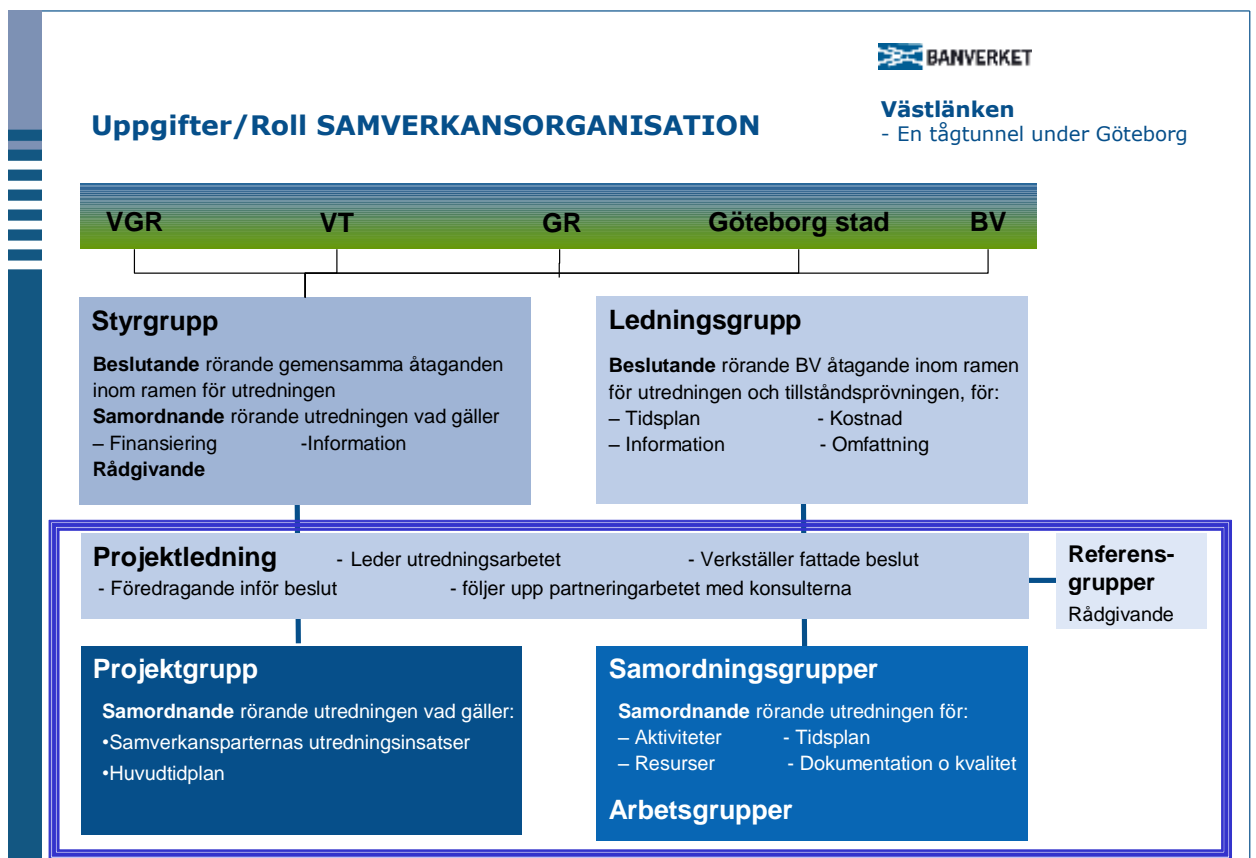 BANVERKET
Uppgifter/Roll SAMVERKANSORGANISATION
Västlänken
- En tågtunnel under Göteborg
VGR VT GR Göteborg stad BV
Styrgrupp
Beslutande rörande gemensamma åtaganden
inom ramen för utredningen
Samordnande rörande utredningen vad gäller
– Finansiering -Information
Rådgivande
Ledningsgrupp
Beslutande rörande BV åtagande inom ramen
för utredningen och tillståndsprövningen, för:
– Tidsplan - Kostnad
– Information - Omfattning
Projektledning - Leder utredningsarbetet - Verkställer fattade beslut
- Föredragande inför beslut - följer upp partneringarbetet med konsulterna
Referens-
grupper
Rådgivande
Projektgrupp
Samordnande rörande utredningen vad gäller:
•Samverkansparternas utredningsinsatser
•Huvudtidplan
Samordningsgrupper
Samordnande rörande utredningen för:
– Aktiviteter - Tidsplan
– Resurser - Dokumentation o kvalitet
Arbetsgrupper